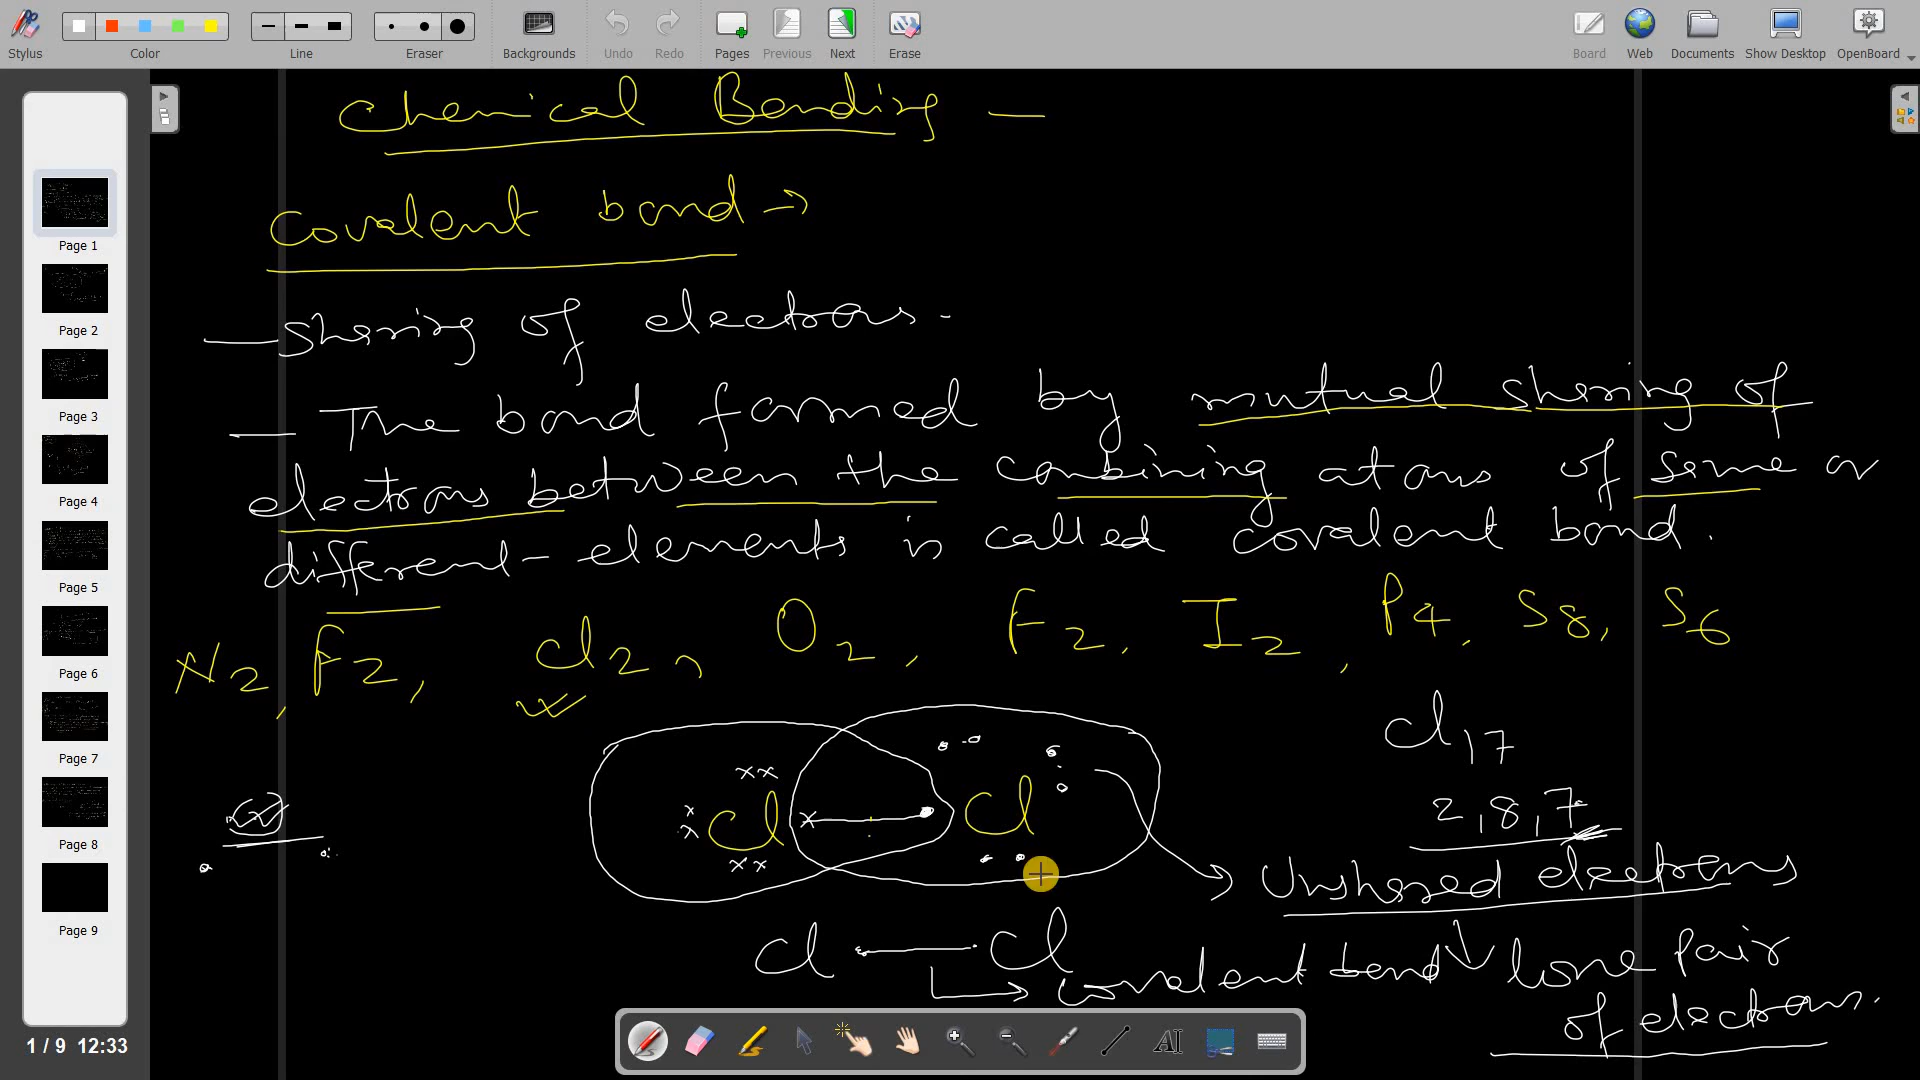 Stylus Color Line Eraser Backgrounds Undo Redo Pages Previous Next Erase Board Web Documents Show Desktop OpenBoard
Chemical Bonding —
Covalent bond →
— sharing of electrons.
— The bond formed by mutual sharing of
electrons between the combining atoms of same or
different elements is called covalent bond.
N2, F2, Cl2, O2, F2, I2, P4, S8, S6
Cl17
2,8,7
xx
x
x
Cl x Cl
xx
Unshared electrons
Cl — Cl
Covalent bond
lone pair
of electrons.
Page 1
Page 2
Page 3
Page 4
Page 5
Page 6
Page 7
Page 8
Page 9
1 / 9 12:33